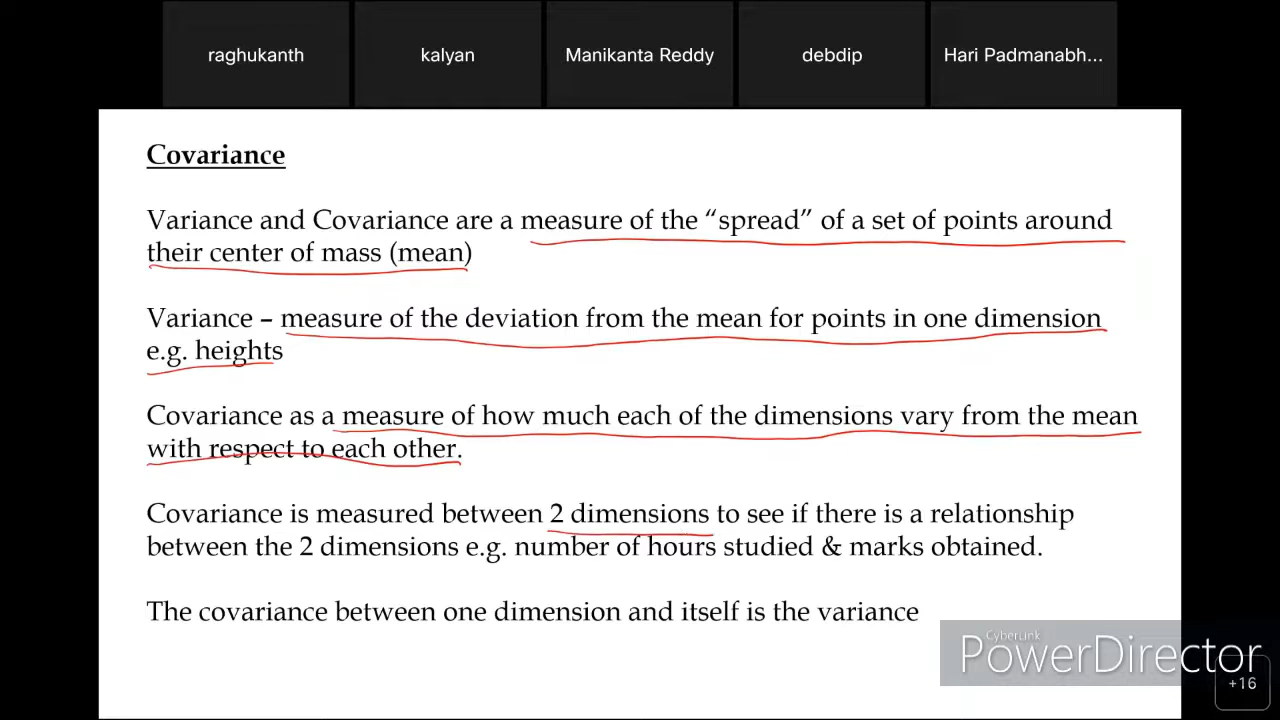 raghukanth
kalyan
Manikanta Reddy
debdip
Hari Padmanabh...
Covariance
Variance and Covariance are a measure of the “spread” of a set of points around
their center of mass (mean)
Variance – measure of the deviation from the mean for points in one dimension
e.g. heights
Covariance as a measure of how much each of the dimensions vary from the mean
with respect to each other.
Covariance is measured between 2 dimensions to see if there is a relationship
between the 2 dimensions e.g. number of hours studied & marks obtained.
The covariance between one dimension and itself is the variance
CyberLink
PowerDirector
+16